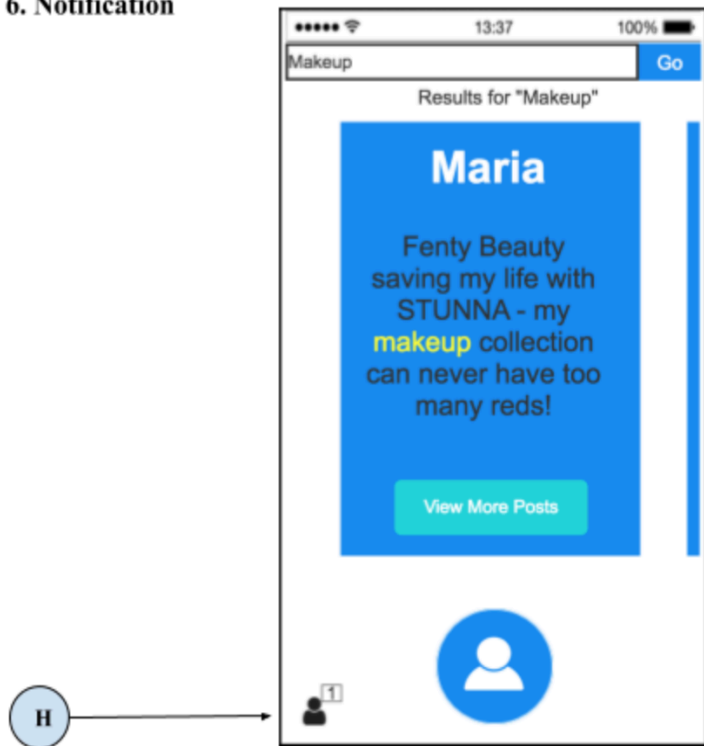 6. Notification
13:37
100%
Makeup
Go
Results for "Makeup"
Maria
Fenty Beauty
saving my life with
STUNNA - my
makeup collection
can never have too
many reds!
View More Posts
1
H